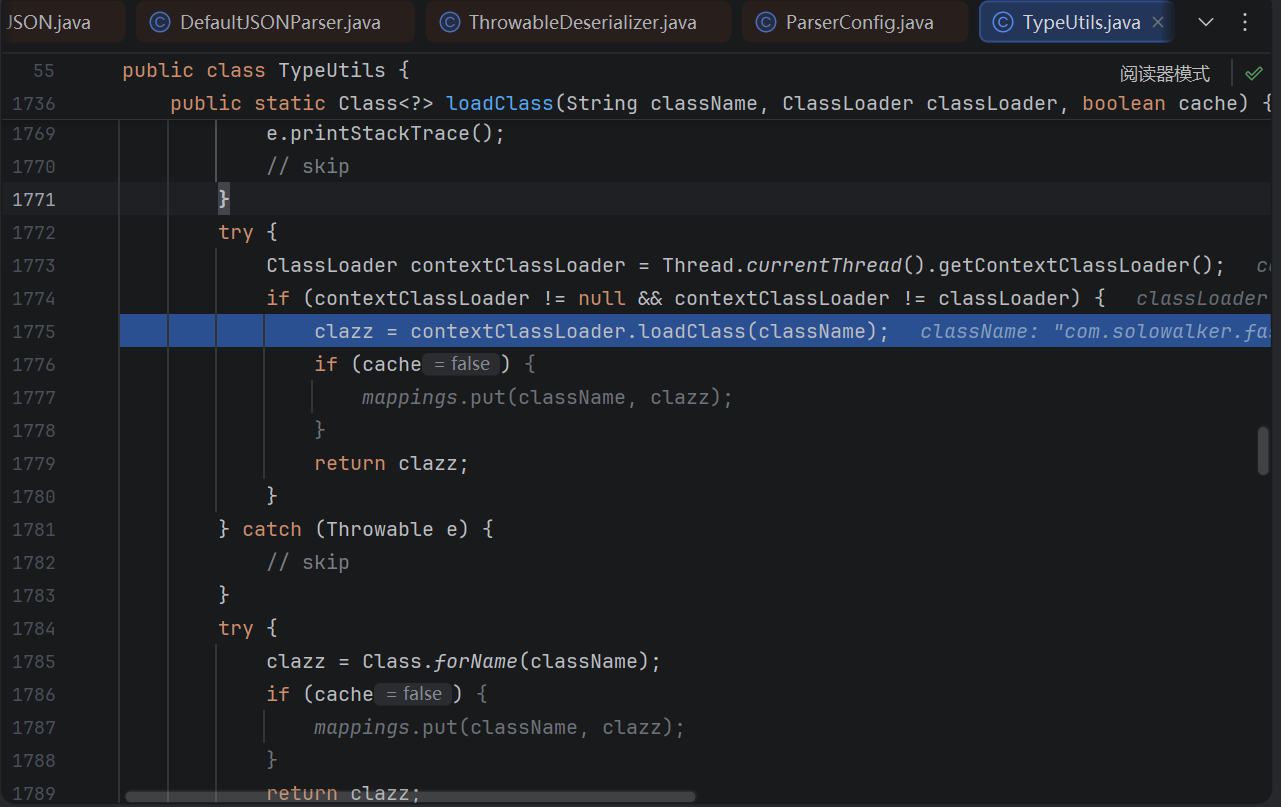 JSON.java DefaultJSONParser.java ThrowableDeserializer.java ParserConfig.java TypeUtils.java
55 public class TypeUtils {
阅读器模式
1736 public static Class<?> loadClass(String className, ClassLoader classLoader, boolean cache) {
1769 e.printStackTrace();
1770 // skip
1771 }
1772 try {
1773 ClassLoader contextClassLoader = Thread.currentThread().getContextClassLoader();
1774 if (contextClassLoader != null && contextClassLoader != classLoader) { classLoader
1775 clazz = contextClassLoader.loadClass(className); className: "com.solowalker.fas
1776 if (cache = false ) {
1777 mappings.put(className, clazz);
1778 }
1779 return clazz;
1780 }
1781 } catch (Throwable e) {
1782 // skip
1783 }
1784 try {
1785 clazz = Class.forName(className);
1786 if (cache = false ) {
1787 mappings.put(className, clazz);
1788 }
1789 return clazz;